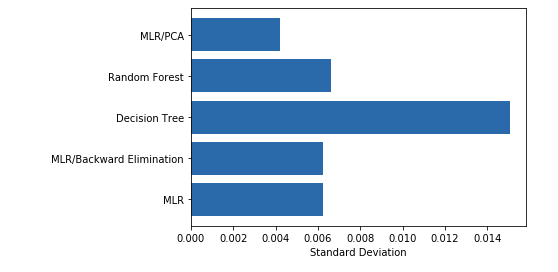 MLR/PCA
Random Forest
Decision Tree
MLR/Backward Elimination
MLR
0.000 0.002 0.004 0.006 0.008 0.010 0.012 0.014
Standard Deviation